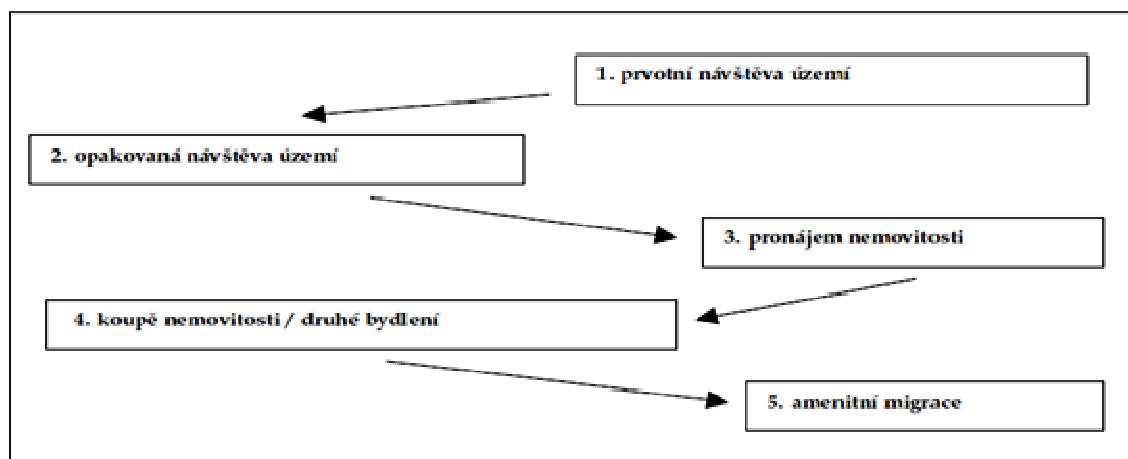 1. prvotní návštěva území
2. opakovaná návštěva území
3. pronájem nemovitosti
4. koupě nemovitosti / druhé bydlení
5. amenitní migrace